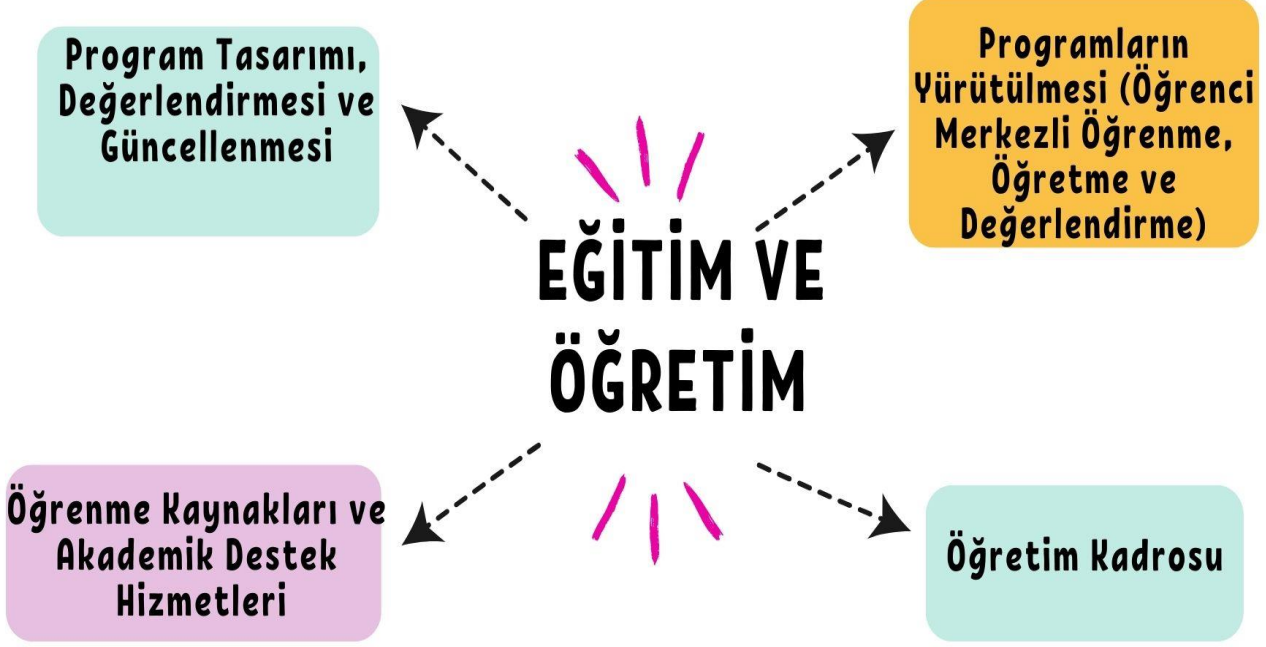 Program Tasarımı,
Değerlendirmesi ve
Güncellenmesi
Programların
Yürütülmesi (Öğrenci
Merkezli Öğrenme,
Öğretme ve
Değerlendirme)
EĞİTİM VE
ÖĞRETİM
Öğrenme Kaynakları ve
Akademik Destek
Hizmetleri
Öğretim Kadrosu